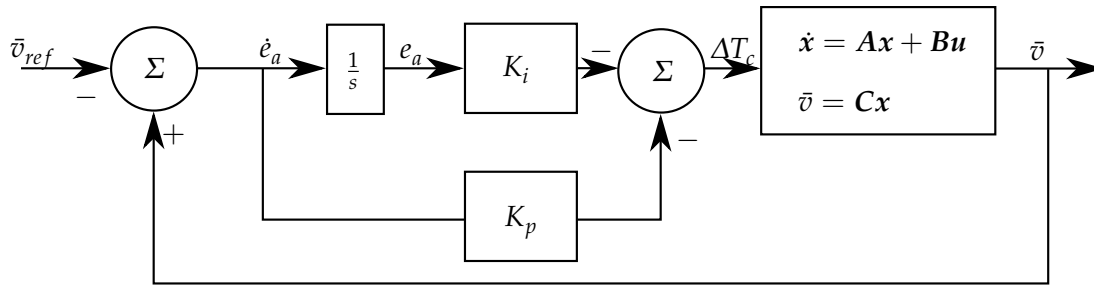 v̄_ref
−
Σ
+
ė_a
1/s
e_a
K_i
−
Σ
−
ΔT_c
ẋ = Ax + Bu
v̄ = Cx
v̄
K_p